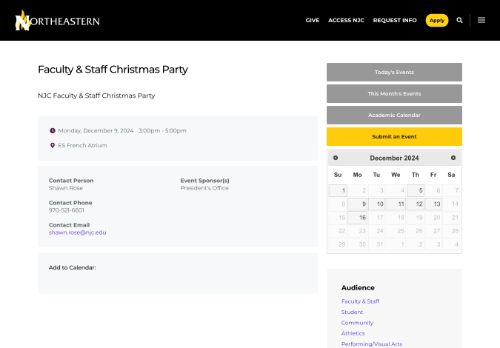 NORTHEASTERN
GIVE
ACCESS NJC
REQUEST INFO
Apply
Faculty & Staff Christmas Party
NJC Faculty & Staff Christmas Party
Monday, December 9, 2024 - 3:00pm - 5:00pm
ES French Atrium
Contact Person
Shawn Rose
Contact Phone
970-521-6601
Contact Email
shawn.rose@njc.edu
Event Sponsor(s)
President's Office
Add to Calendar:
Today's Events
This Month's Events
Academic Calendar
Submit an Event
December 2024
Su Mo Tu We Th Fr Sa
1 2 3 4 5 6 7
8 9 10 11 12 13 14
15 16 17 18 19 20 21
22 23 24 25 26 27 28
29 30 31 1 2 3 4
Audience
Faculty & Staff
Student
Community
Athletics
Performing/Visual Arts